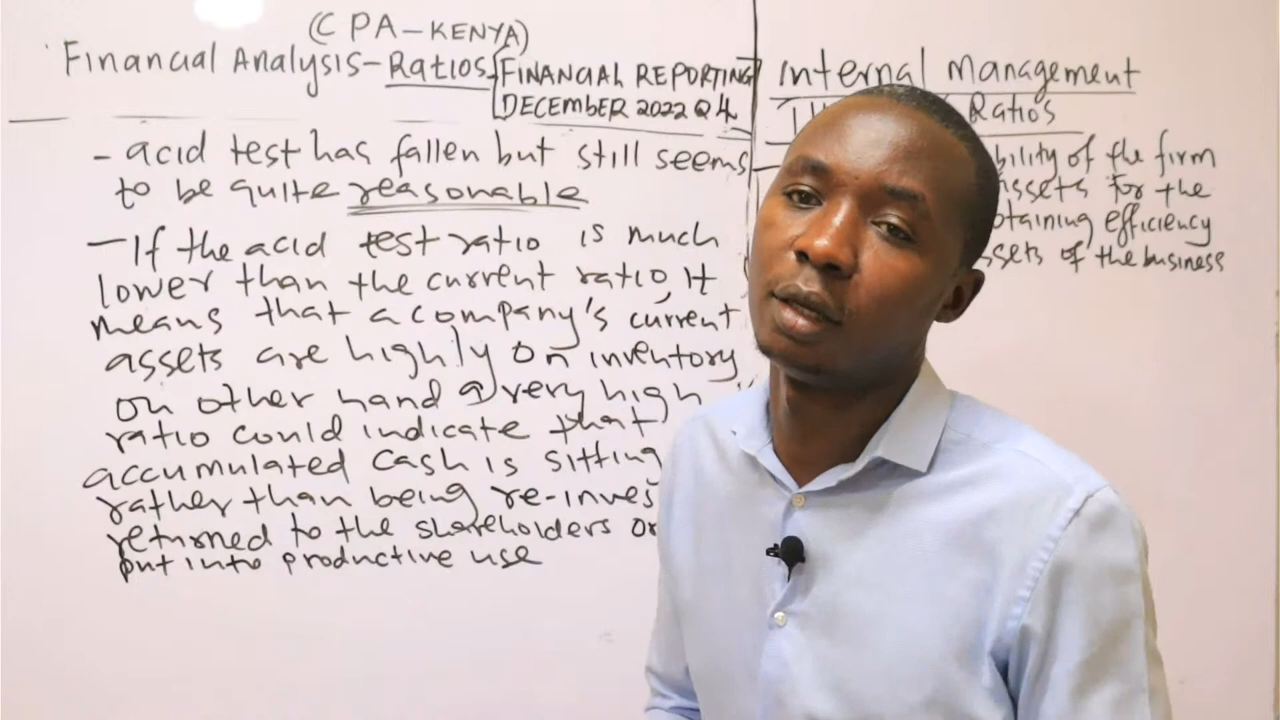 (CPA-KENYA)
Financial Analysis-Ratios
FINANCIAL REPORTING
DECEMBER 2022 Q4
- acid test has fallen but still seems
to be quite reasonable
- If the acid test ratio is much
lower than the current ratio, It
means that a company's current
assets are highly on inventory
on other hand a very high
ratio could indicate that
accumulated cash is sitting
rather than being re-inves
returned to the shareholders or
put into productive use
Internal Management
Ratios
bility of the firm
assets for the
otaining efficiency
ssets of the business